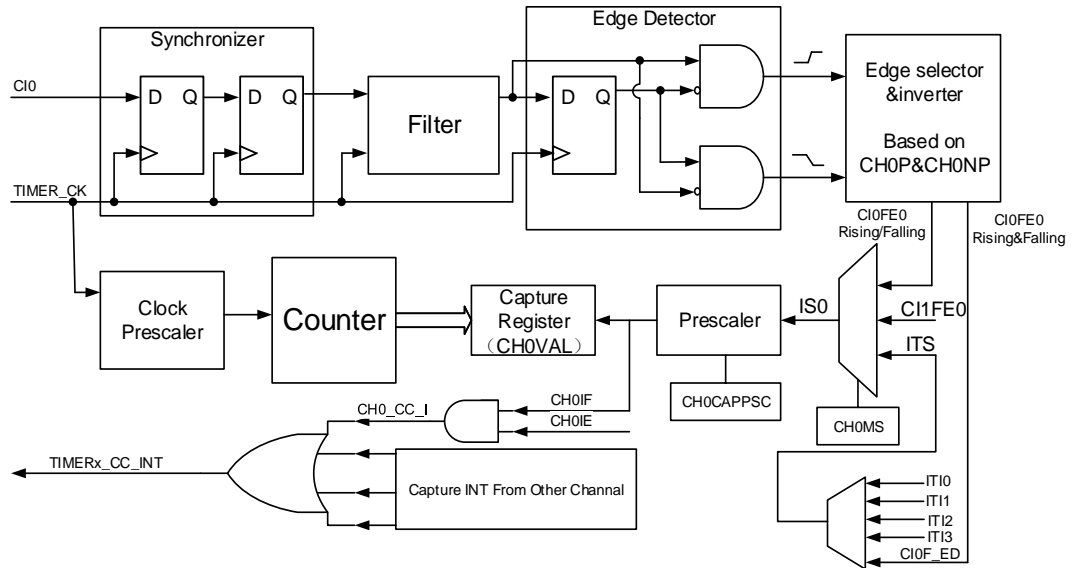 Edge Detector
Synchronizer
CI0
D Q
D Q
Filter
D Q
Edge selector
&inverter
Based on
CH0P&CH0NP
TIMER_CK
CI0FE0
Rising/Falling
CI0FE0
Rising&Falling
Clock
Prescaler
Counter
Capture
Register
（CH0VAL）
Prescaler
IS0
CI1FE0
ITS
CH0CAPPSC
CH0MS
CH0_CC_I
CH0IF
CH0IE
TIMERx_CC_INT
Capture INT From Other Channal
ITI0
ITI1
ITI2
ITI3
CI0F_ED